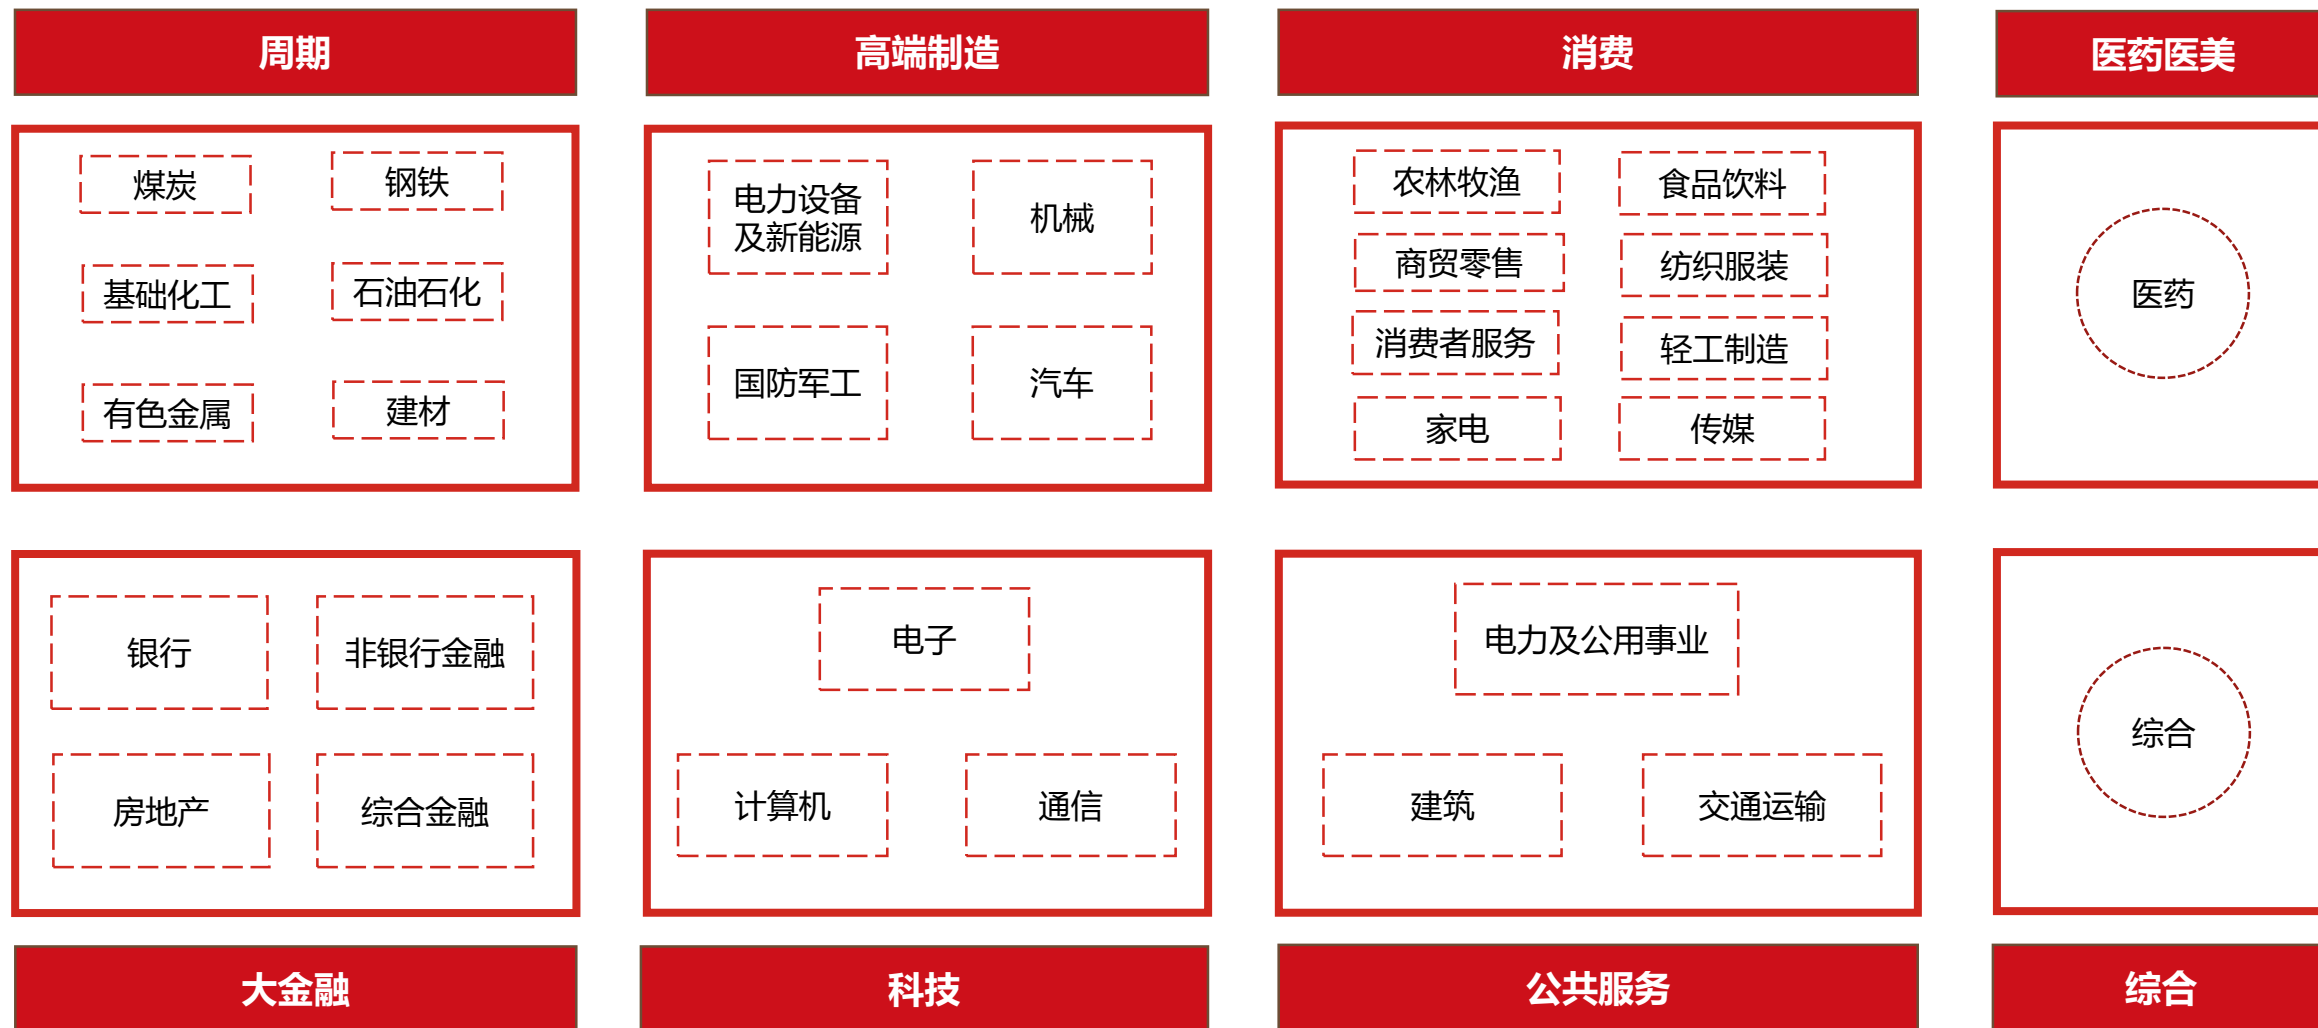 周期
高端制造
消费
医药医美
煤炭
钢铁
基础化工
石油石化
有色金属
建材
电力设备
及新能源
机械
国防军工
汽车
农林牧渔
食品饮料
商贸零售
纺织服装
消费者服务
轻工制造
家电
传媒
医药
银行
非银行金融
房地产
综合金融
电子
计算机
通信
电力及公用事业
建筑
交通运输
综合
大金融
科技
公共服务
综合